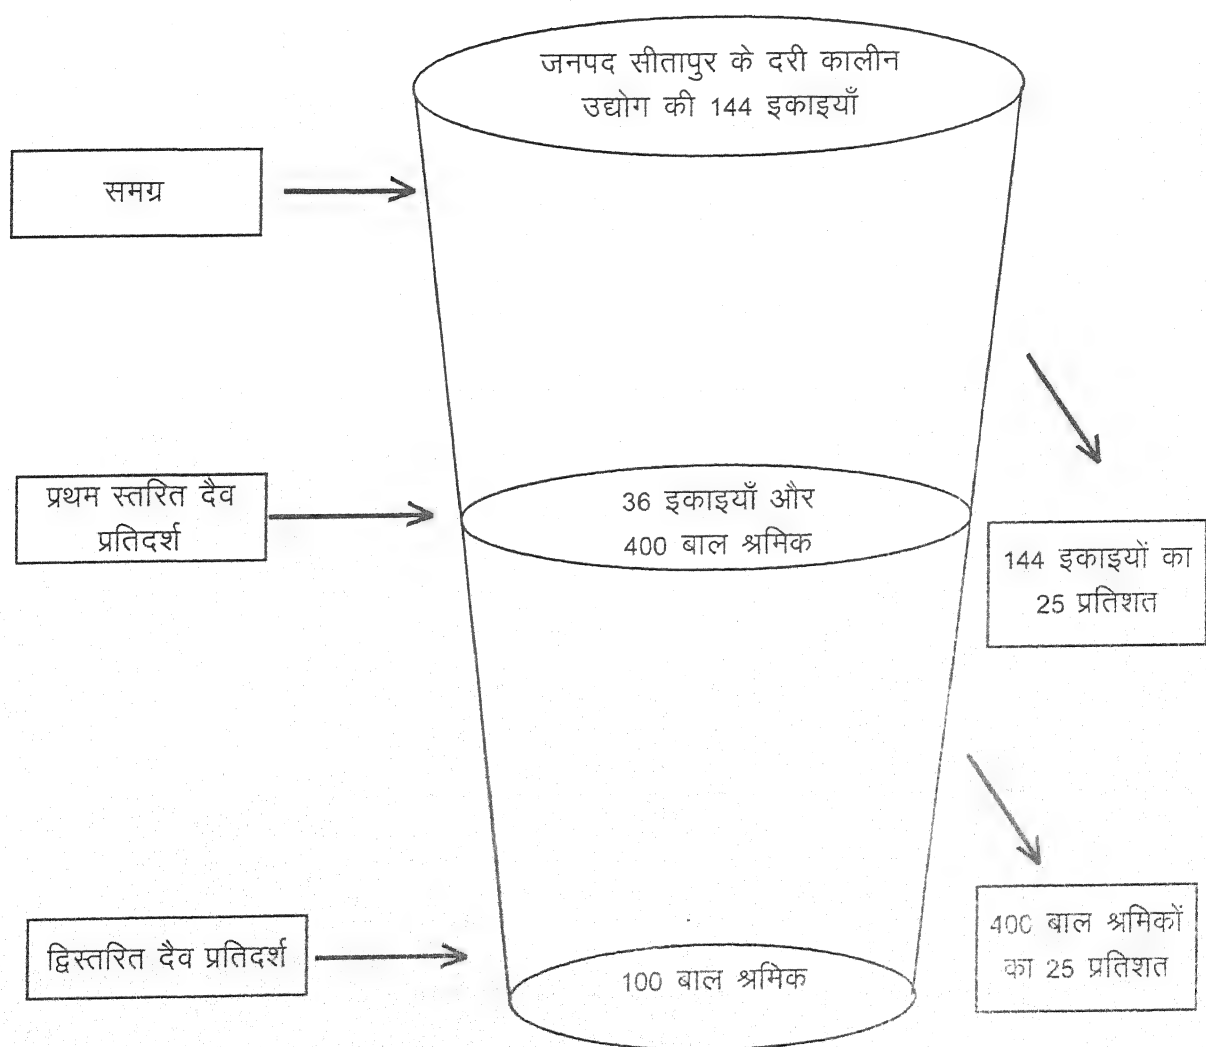 जनपद सीतापुर के दरी कालीन
उद्योग की 144 इकाइयाँ
समग्र
प्रथम स्तरित दैव
प्रतिदर्श
36 इकाइयाँ और
400 बाल श्रमिक
144 इकाइयों का
25 प्रतिशत
द्विस्तरित दैव प्रतिदर्श
100 बाल श्रमिक
400 बाल श्रमिकों
का 25 प्रतिशत